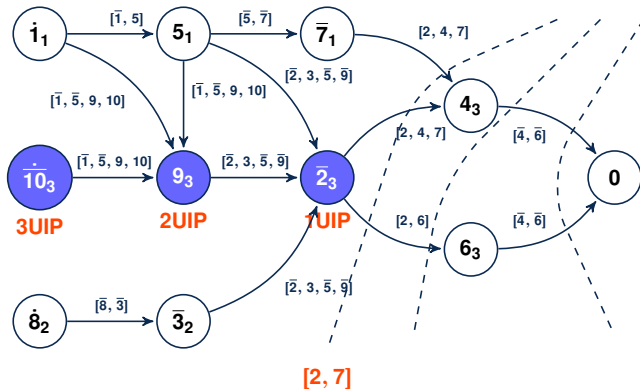 [1̅, 5]
[5̅, 7̅]
i₁
5₁
7̅₁
[2, 4, 7]
[2̅, 3, 5̅, 9̅]
[1̅, 5̅, 9, 10]
[1̅, 5̅, 9, 10]
4₃
[2, 4, 7]
[4̅, 6̅]
[1̅, 5̅, 9, 10]
[2̅, 3, 5̅, 9̅]
1̅0̅̇₃
9₃
2̅₃
0
3UIP
2UIP
1UIP
[2, 6]
6₃
[4̅, 6̅]
[2̅, 3, 5̅, 9̅]
[8̅, 3̅]
8̇₂
3̅₂
[2, 7]